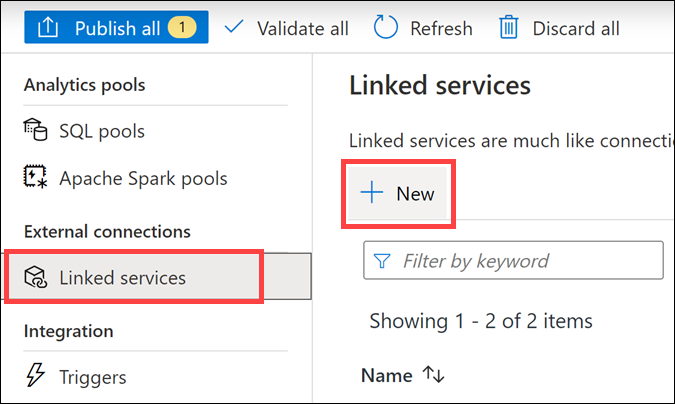 Publish all 1 Validate all Refresh Discard all
Analytics pools
SQL pools
Apache Spark pools
External connections
Linked services
Integration
Triggers
Linked services
Linked services are much like
New
Filter by keyword
Showing 1 - 2 of 2 items
Name